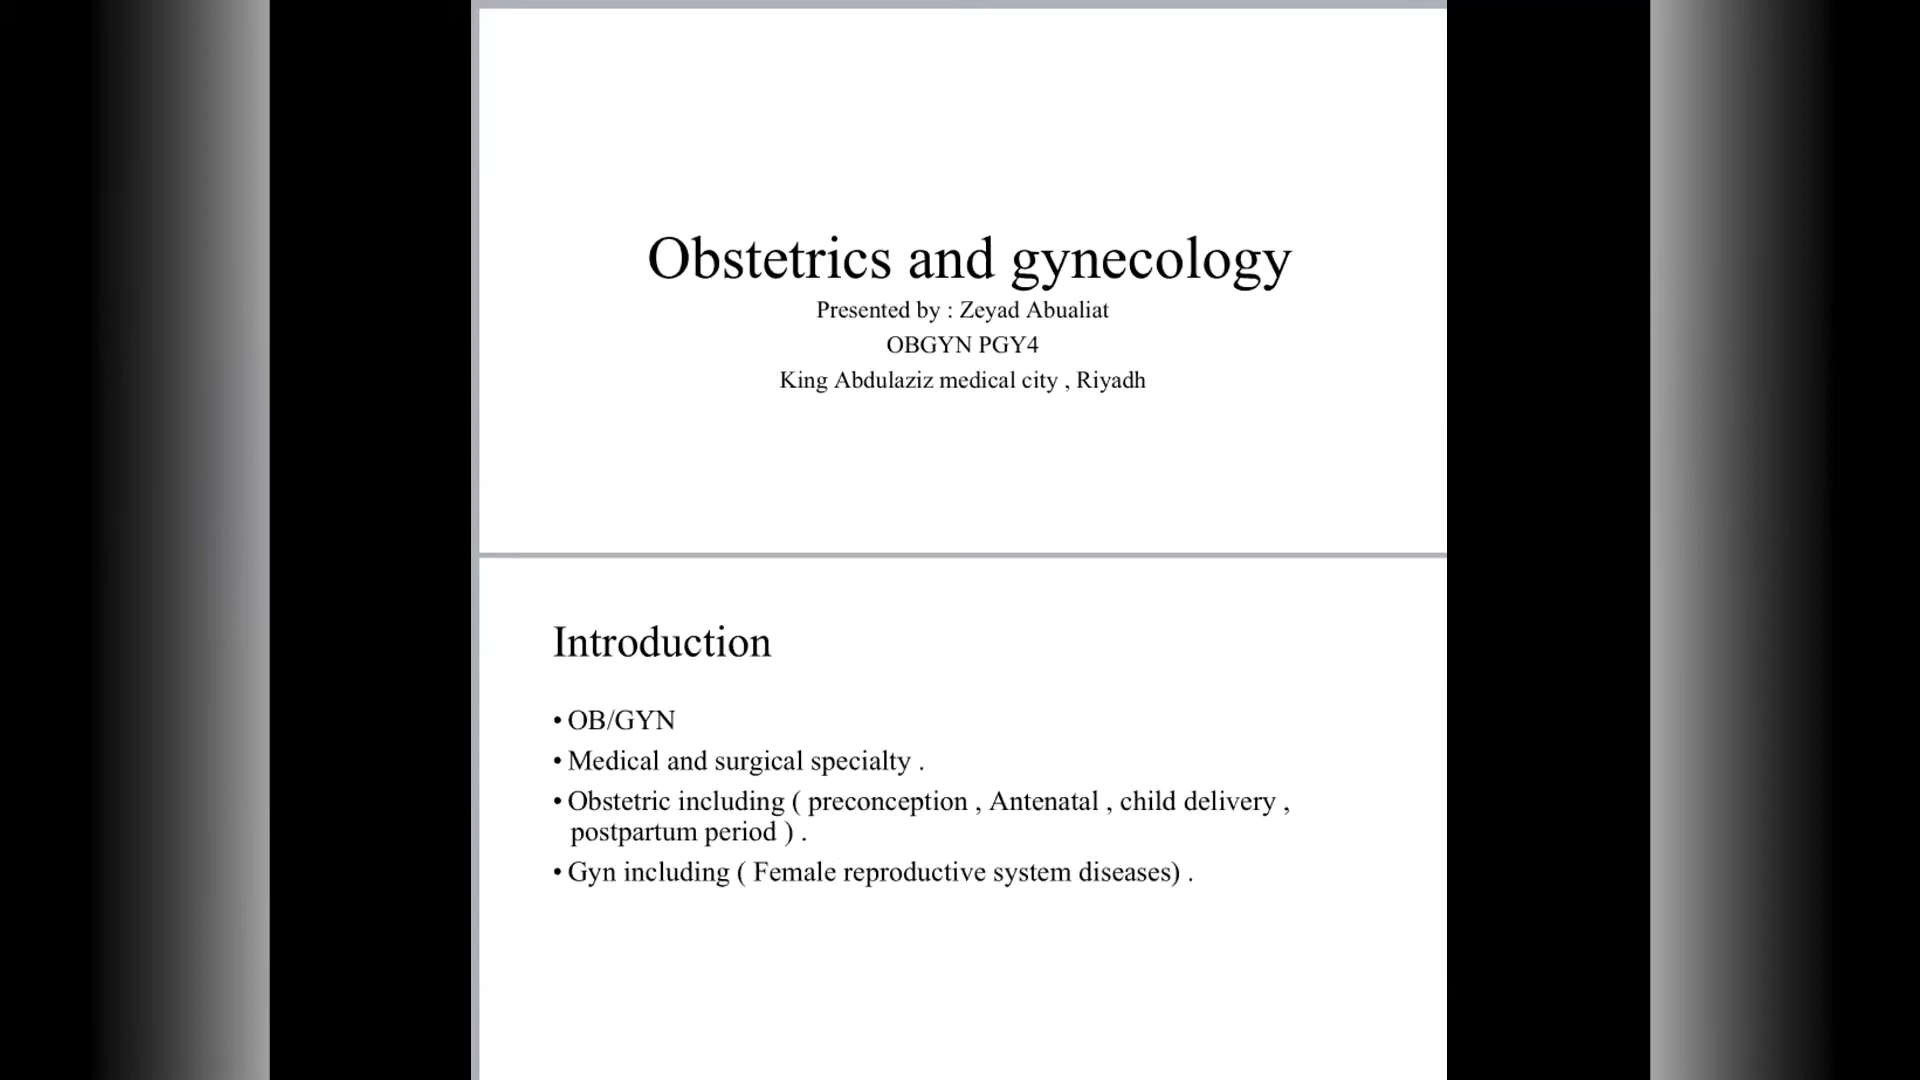 Obstetrics and gynecology
Presented by : Zeyad Abualiat
OBGYN PGY4
King Abdulaziz medical city , Riyadh
Introduction
• OB/GYN
• Medical and surgical specialty .
• Obstetric including ( preconception , Antenatal , child delivery ,
postpartum period ) .
• Gyn including ( Female reproductive system diseases) .